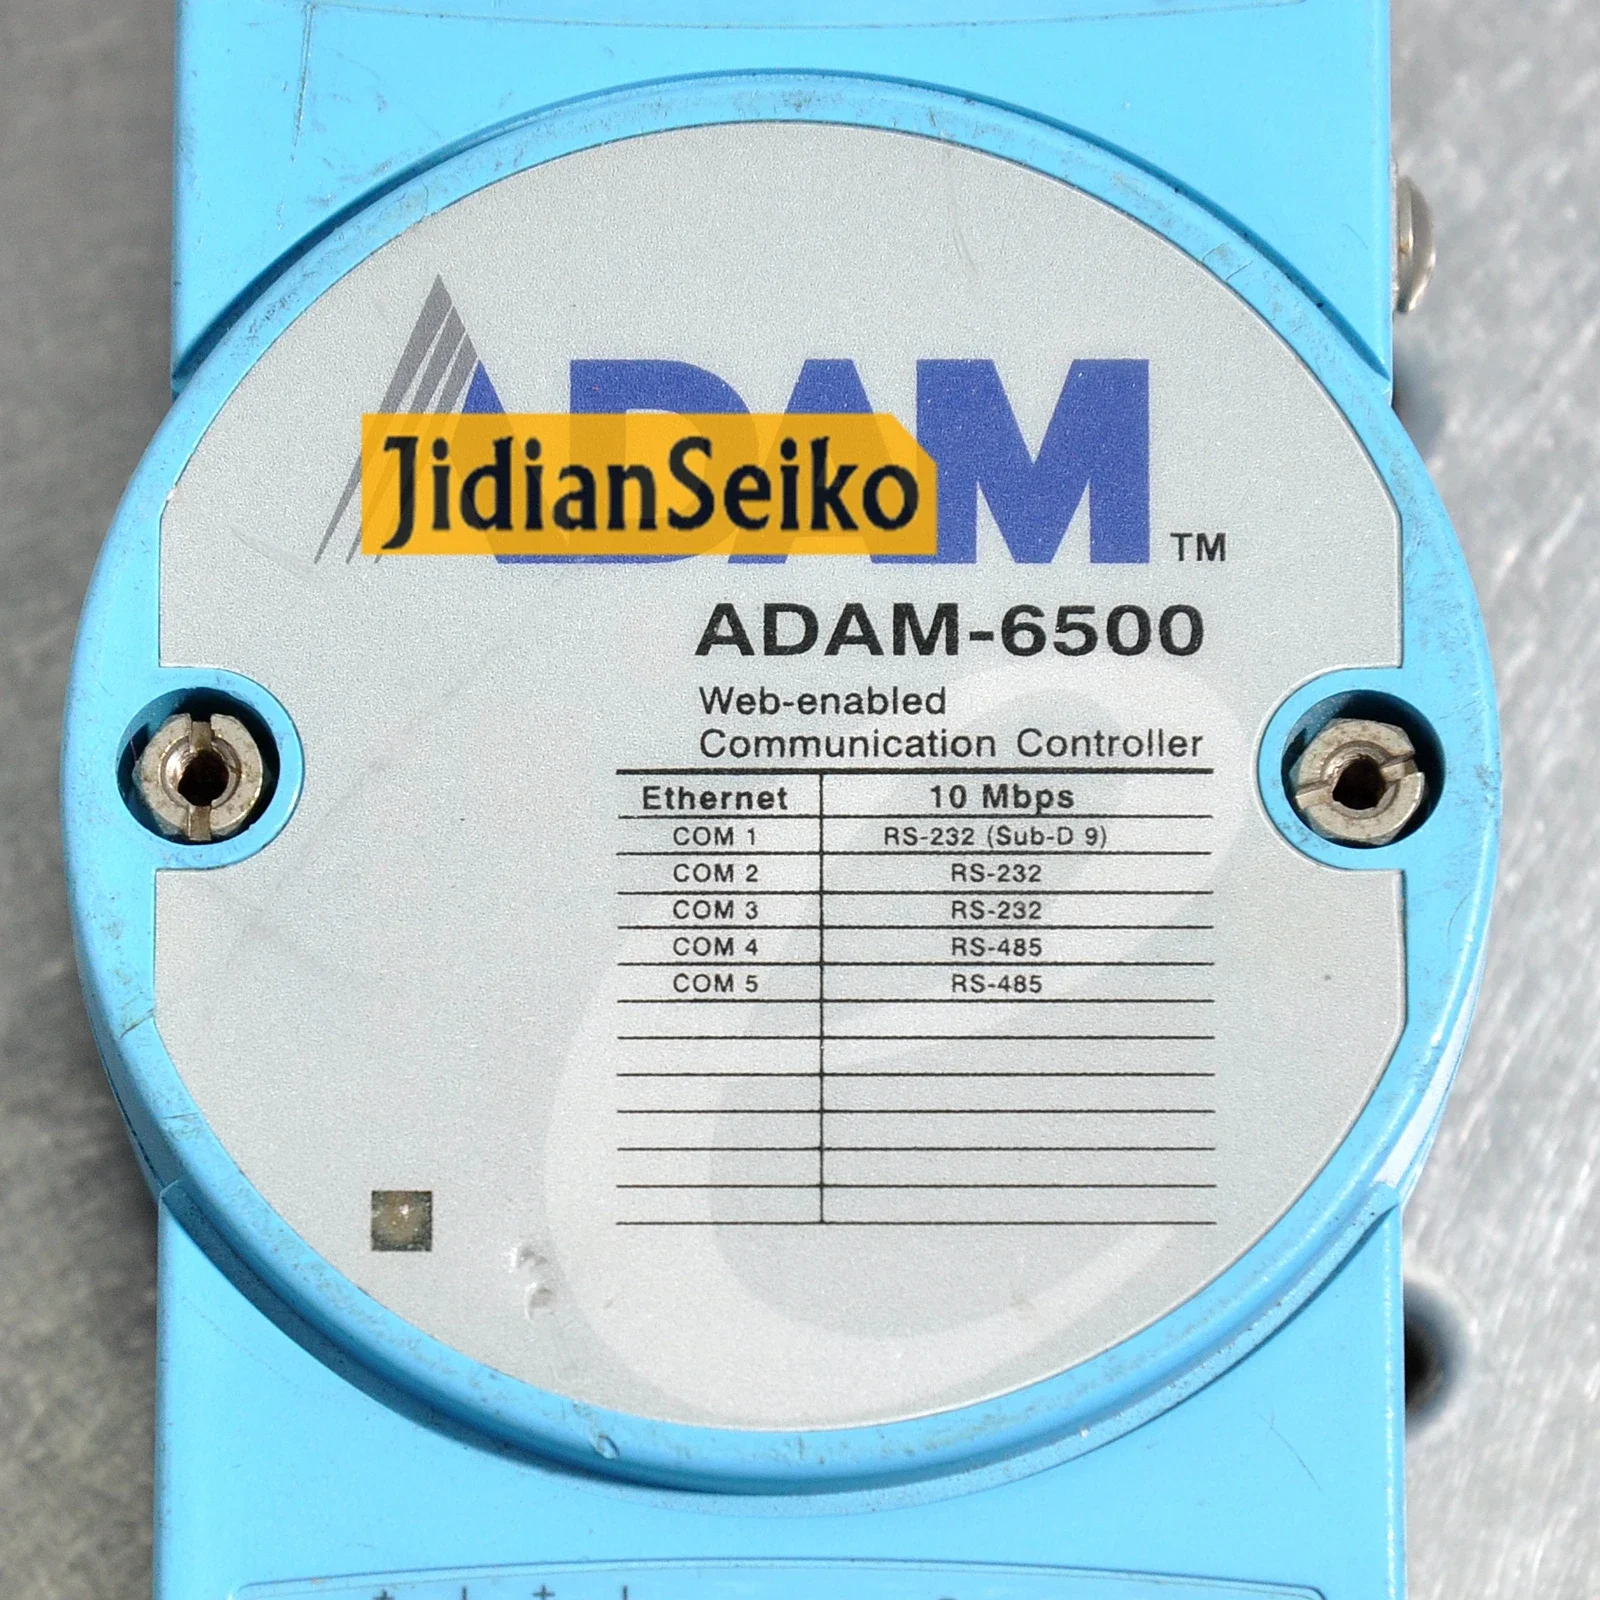 ADAM TM
JidianSeiko
ADAM-6500
Web-enabled
Communication Controller
Ethernet 10 Mbps
COM 1 RS-232 (Sub-D 9)
COM 2 RS-232
COM 3 RS-232
COM 4 RS-485
COM 5 RS-485